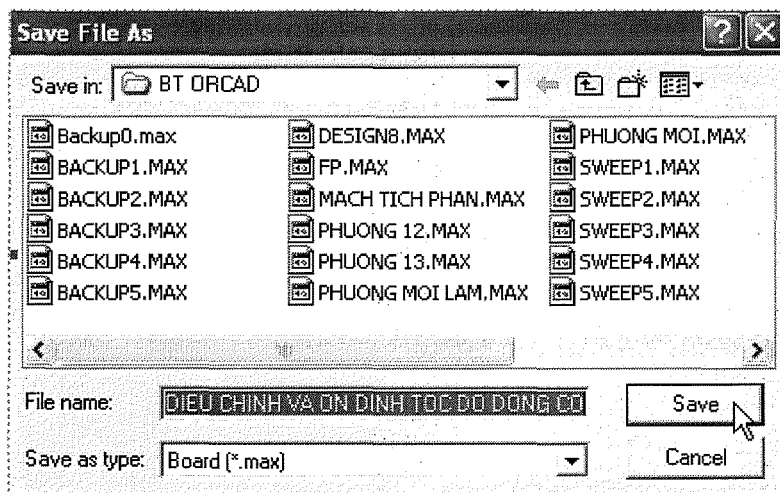 Save File As
Save in: BT ORCAD
Backup0.max DESIGN8.MAX PHUONG MOI.MAX
BACKUP1.MAX FP.MAX SWEEP1.MAX
BACKUP2.MAX MACH TICH PHAN.MAX SWEEP2.MAX
BACKUP3.MAX PHUONG 12.MAX SWEEP3.MAX
BACKUP4.MAX PHUONG 13.MAX SWEEP4.MAX
BACKUP5.MAX PHUONG MOI LAM.MAX SWEEP5.MAX
File name: DIEU CHINH VA ON DINH TOC DO DONG CO Save
Save as type: Board (*.max) Cancel